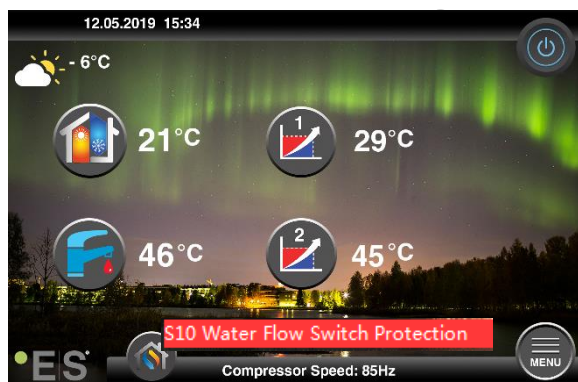 12.05.2019 15:34
- 6°C
21°C
1
29°C
46°C
2
45°C
S10 Water Flow Switch Protection
ES
Compressor Speed: 85Hz
MENU